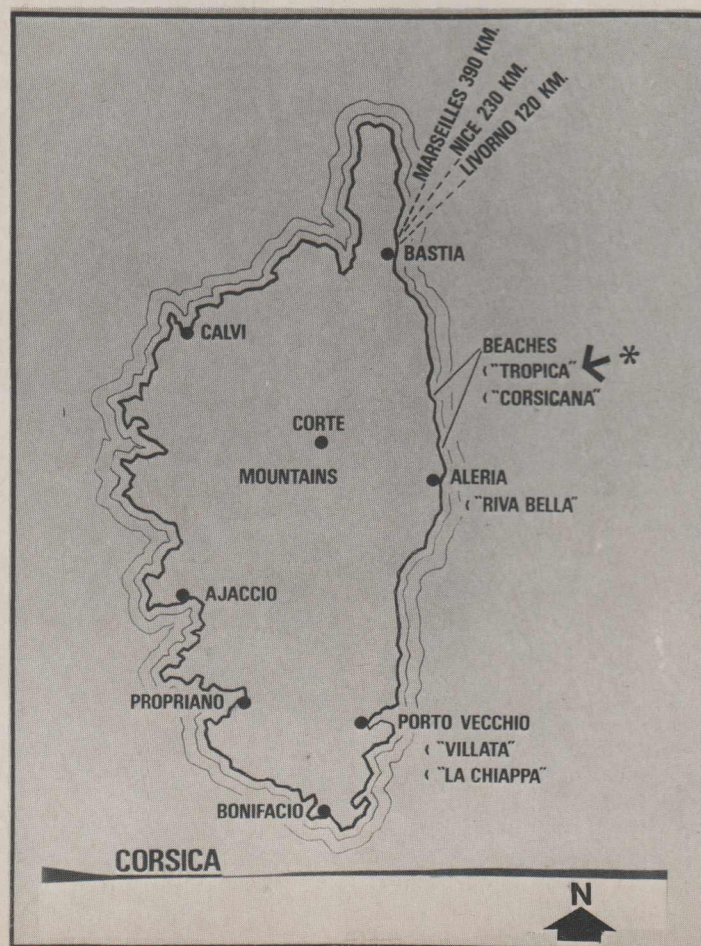 MARSEILLES 390 KM.
NICE 230 KM.
LIVORNO 120 KM.
BASTIA
CALVI
BEACHES
"TROPICA" *
"CORSICANA"
CORTE
MOUNTAINS
ALERIA
"RIVA BELLA"
AJACCIO
PROPRIANO
PORTO VECCHIO
"VILLATA"
"LA CHIAPPA"
BONIFACIO
CORSICA
N